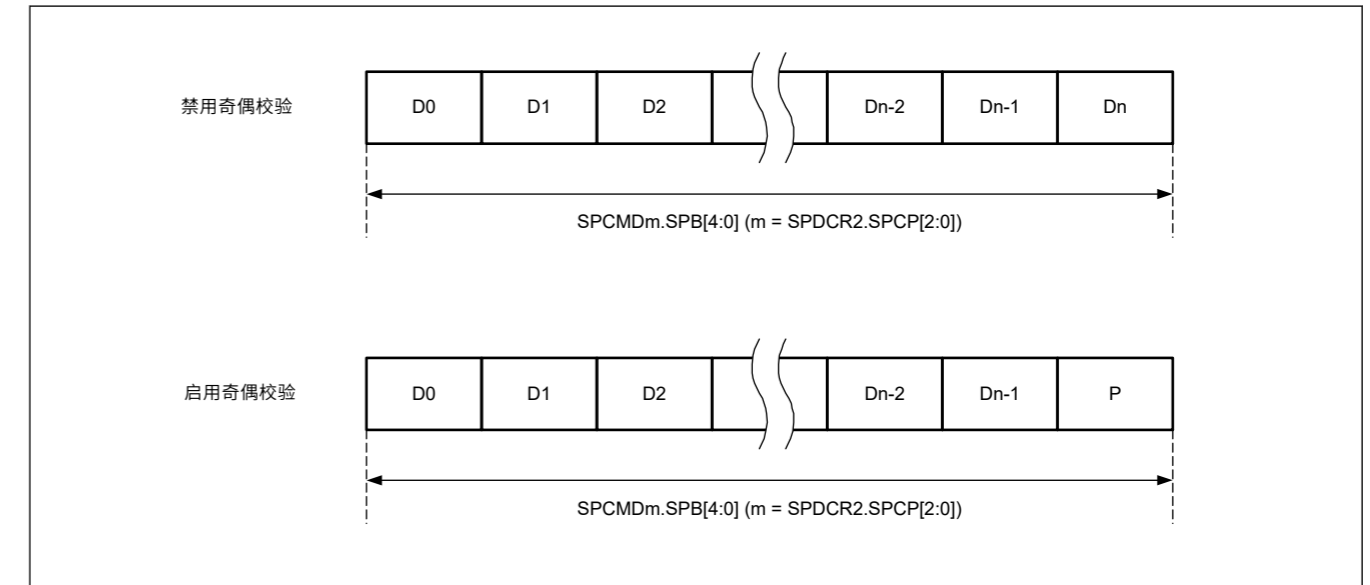 禁用奇偶校验 D0 D1 D2 Dn-2 Dn-1 Dn
SPCMDm.SPB[4:0] (m = SPDCR2.SPCP[2:0])
启用奇偶校验 D0 D1 D2 Dn-2 Dn-1 P
SPCMDm.SPB[4:0] (m = SPDCR2.SPCP[2:0])